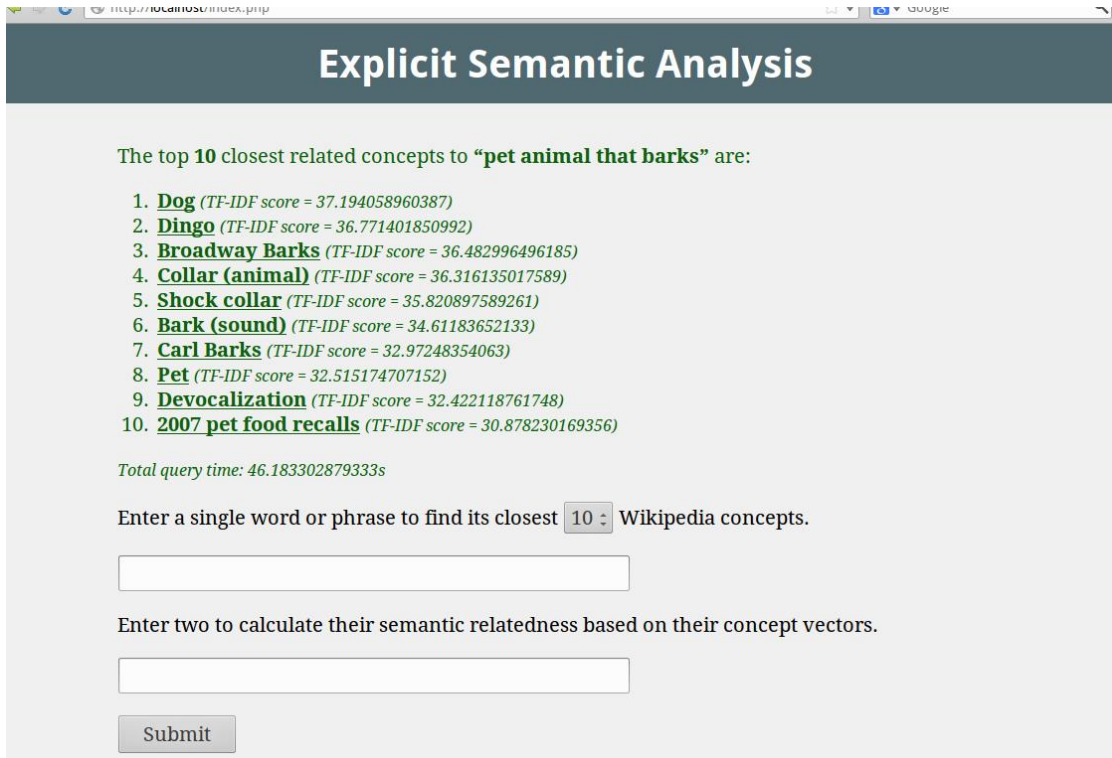 http://localhost/index.php
Google
Explicit Semantic Analysis
The top 10 closest related concepts to “pet animal that barks” are:
1. Dog (TF-IDF score = 37.194058960387)
2. Dingo (TF-IDF score = 36.771401850992)
3. Broadway Barks (TF-IDF score = 36.482996496185)
4. Collar (animal) (TF-IDF score = 36.316135017589)
5. Shock collar (TF-IDF score = 35.820897589261)
6. Bark (sound) (TF-IDF score = 34.61183652133)
7. Carl Barks (TF-IDF score = 32.97248354063)
8. Pet (TF-IDF score = 32.515174707152)
9. Devocalization (TF-IDF score = 32.422118761748)
10. 2007 pet food recalls (TF-IDF score = 30.878230169356)
Total query time: 46.183302879333s
Enter a single word or phrase to find its closest 10 Wikipedia concepts.
Enter two to calculate their semantic relatedness based on their concept vectors.
Submit